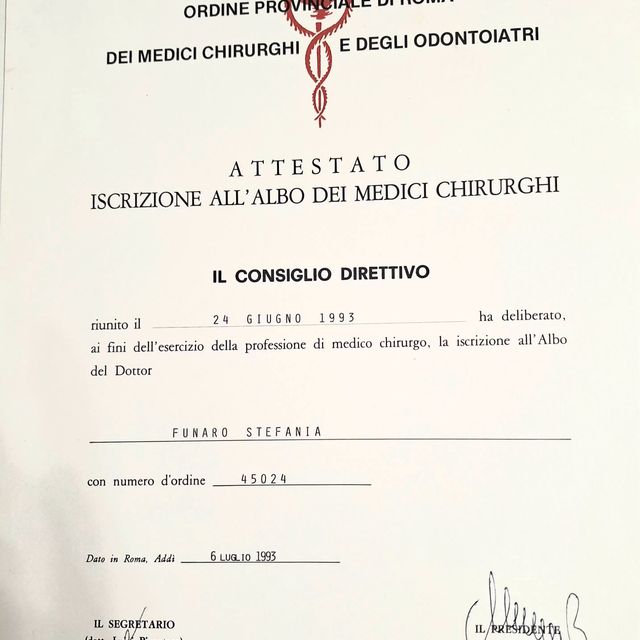 ORDINE PROVINCIALE DI ROMA
DEI MEDICI CHIRURGHI E DEGLI ODONTOIATRI
ATTESTATO
ISCRIZIONE ALL'ALBO DEI MEDICI CHIRURGHI
IL CONSIGLIO DIRETTIVO
riunito il 24 GIUGNO 1993 ha deliberato,
ai fini dell'esercizio della professione di medico chirurgo, la iscrizione all'Albo
del Dottor
FUNARO STEFANIA
con numero d'ordine 45024
Dato in Roma, Addì 6 LUGLIO 1993
IL SEGRETARIO IL PRESIDENTE